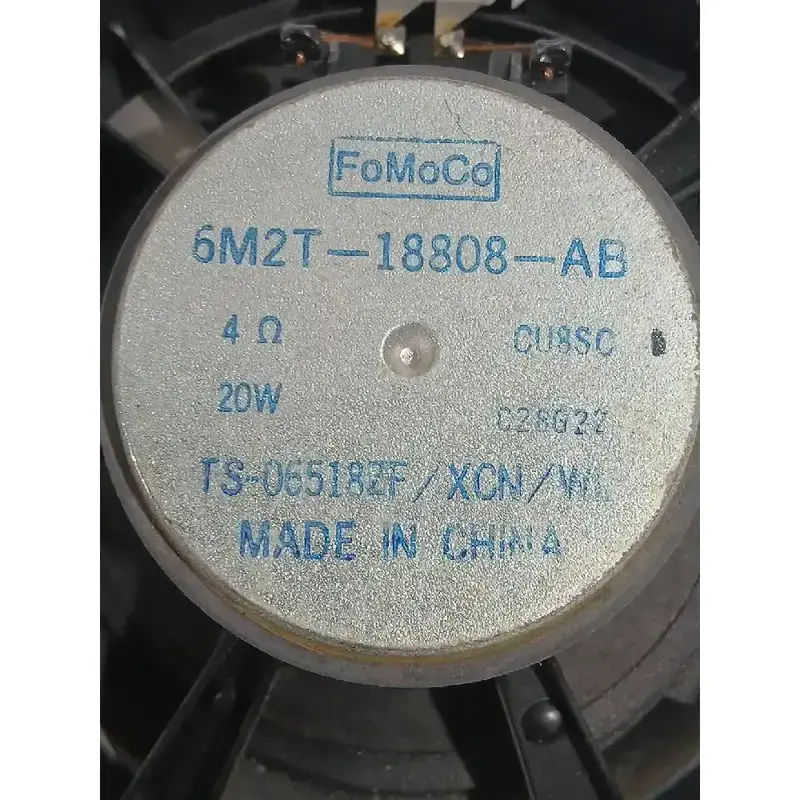 FoMoCo
6M2T-18808-AB
4 Ω CU8SC
20W C28G22
TS-06518ZF/XCN/WL
MADE IN CHINA